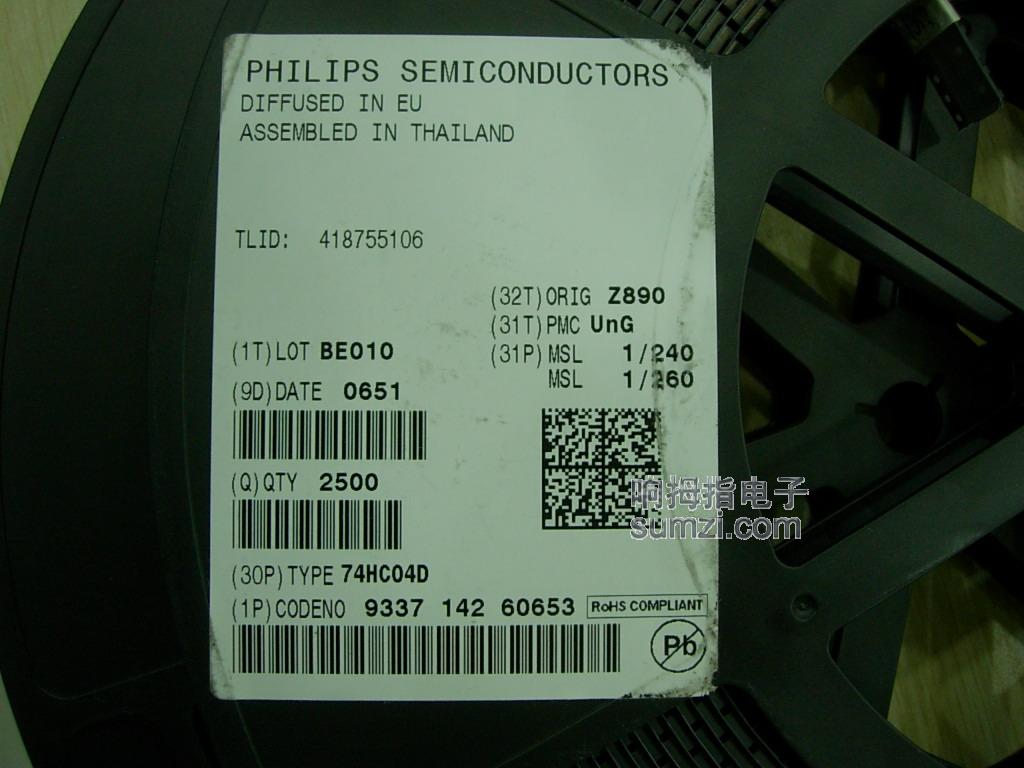 PHILIPS SEMICONDUCTORS
DIFFUSED IN EU
ASSEMBLED IN THAILAND
TLID: 418755106
(32T) ORIG Z890
(31T) PMC UnG
(1T) LOT BE010
(31P) MSL 1/240
MSL 1/260
(9D) DATE 0651
(Q) QTY 2500
响拇指电子
sumzi.com
(30P) TYPE 74HC04D
(1P) CODENO 9337 142 60653
RoHS COMPLIANT
Pb